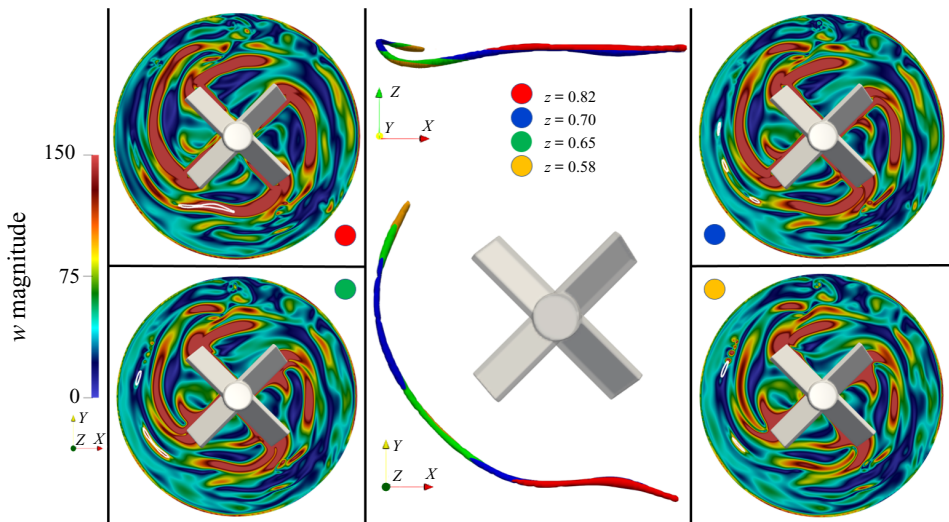 150
75
0
w magnitude
Y
Z X
Z
Y X
z = 0.82
z = 0.70
z = 0.65
z = 0.58
Y
Z X